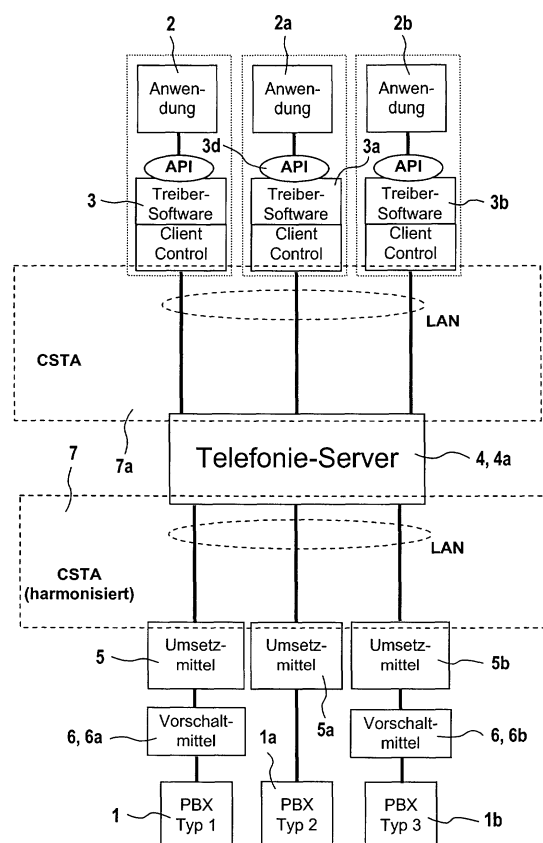 2 2a 2b
Anwen-
dung
Anwen-
dung
Anwen-
dung
3d 3a
API API API
3
Treiber-
Software
Client
Control
Treiber-
Software
Client
Control
Treiber-
Software
Client
Control
3b
LAN
CSTA
7 7a
Telefonie-Server
4, 4a
LAN
CSTA
(harmonisiert)
5
Umsetz-
mittel
Umsetz-
mittel
Umsetz-
mittel
5b
5a
6, 6a
Vorschalt-
mittel
1a
Vorschalt-
mittel
6, 6b
1
PBX
Typ 1
PBX
Typ 2
PBX
Typ 3
1b